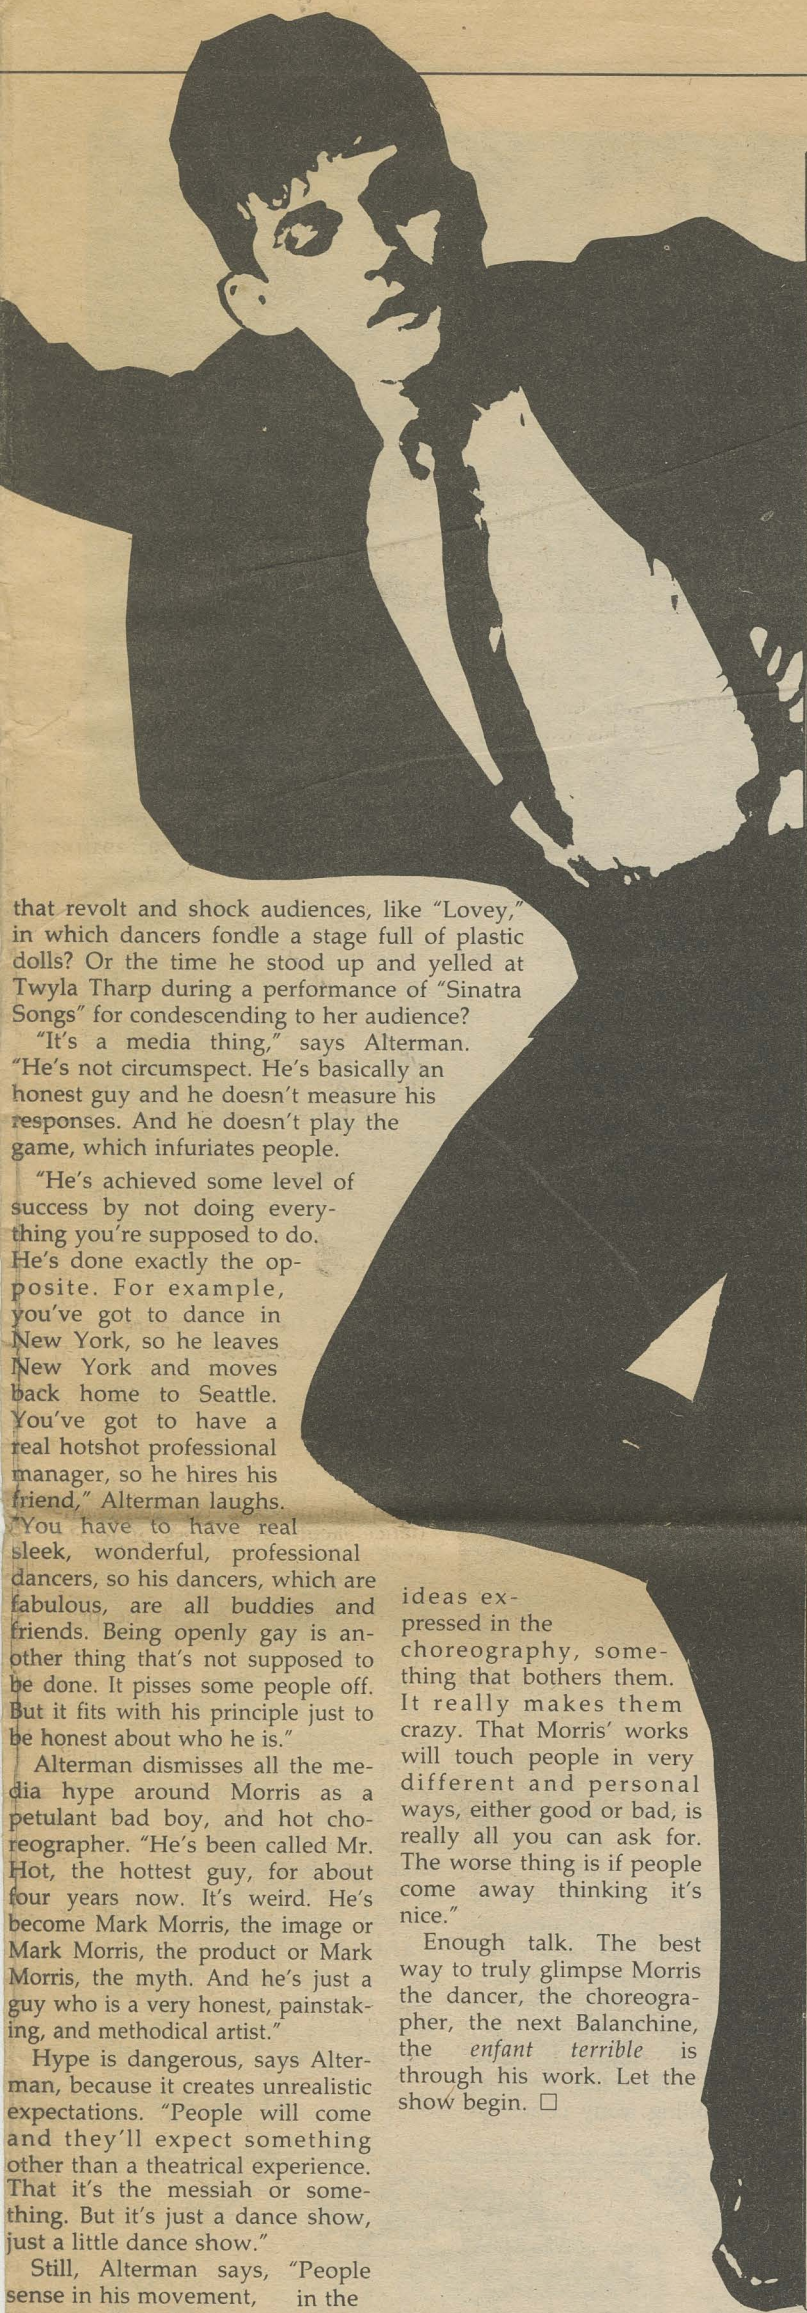 that revolt and shock audiences, like “Lovey,”
in which dancers fondle a stage full of plastic
dolls? Or the time he stood up and yelled at
Twyla Tharp during a performance of “Sinatra
Songs” for condescending to her audience?
“It's a media thing,” says Alterman.
“He's not circumspect. He's basically an
honest guy and he doesn't measure his
responses. And he doesn't play the
game, which infuriates people.
“He's achieved some level of
success by not doing every-
thing you're supposed to do.
He's done exactly the op-
posite. For example,
you've got to dance in
New York, so he leaves
New York and moves
back home to Seattle.
You've got to have a
real hotshot professional
manager, so he hires his
friend,” Alterman laughs.
“You have to have real
sleek, wonderful, professional
dancers, so his dancers, which are
fabulous, are all buddies and
friends. Being openly gay is an-
other thing that's not supposed to
be done. It pisses some people off.
But it fits with his principle just to
be honest about who he is.”
Alterman dismisses all the me-
dia hype around Morris as a
petulant bad boy, and hot cho-
reographer. “He's been called Mr.
Hot, the hottest guy, for about
four years now. It's weird. He's
become Mark Morris, the image or
Mark Morris, the product or Mark
Morris, the myth. And he's just a
guy who is a very honest, painstak-
ing, and methodical artist.”
Hype is dangerous, says Alter-
man, because it creates unrealistic
expectations. “People will come
and they'll expect something
other than a theatrical experience.
That it's the messiah or some-
thing. But it's just a dance show,
just a little dance show.”
Still, Alterman says, “People
sense in his movement, in the
ideas ex-
pressed in the
choreography, some-
thing that bothers them.
It really makes them
crazy. That Morris' works
will touch people in very
different and personal
ways, either good or bad, is
really all you can ask for.
The worse thing is if people
come away thinking it's
nice.”
Enough talk. The best
way to truly glimpse Morris
the dancer, the choreogra-
pher, the next Balanchine,
the enfant terrible is
through his work. Let the
show begin. □